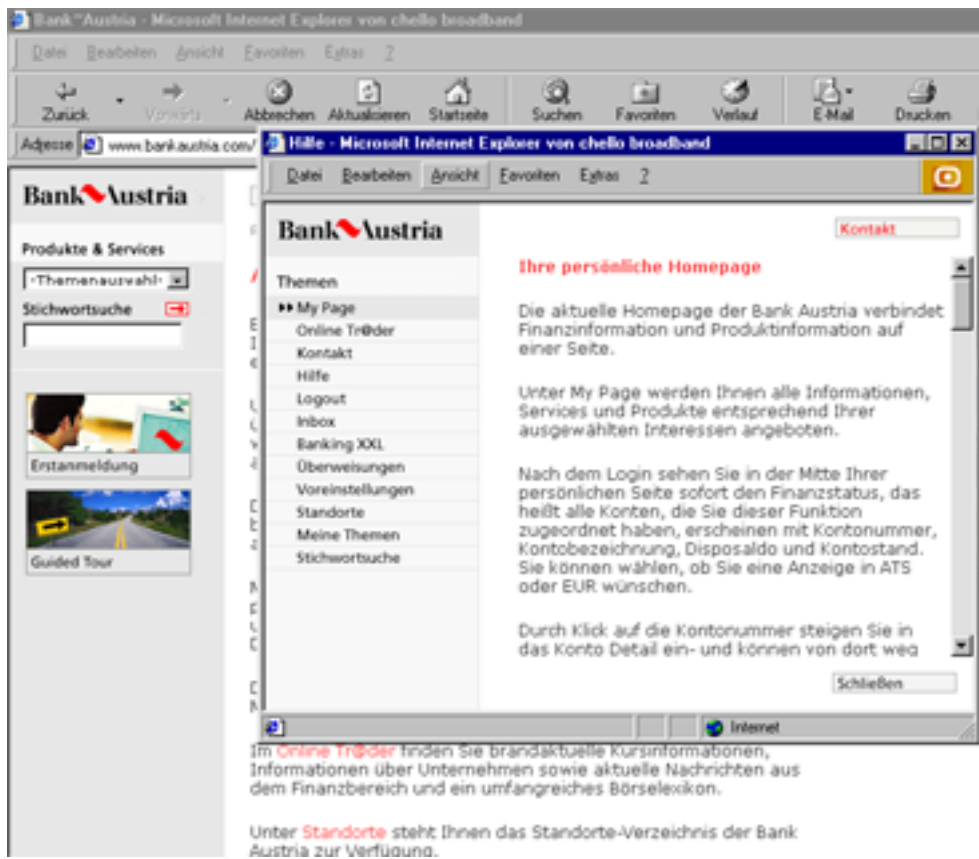 Bank™Austria - Microsoft Internet Explorer von chello broadband
Datei Bearbeiten Ansicht Favoriten Extras ?
Zurück Vorwärts Abbrechen Aktualisieren Startseite Suchen Favoriten Verlauf E-Mail Drucken
Adresse www.bankaustria.com/
Bank Austria
Produkte & Services
-Themenauswahl-
Stichwortsuche
Erstanmeldung
Guided Tour
Hilfe - Microsoft Internet Explorer von chello broadband
Datei Bearbeiten Ansicht Favoriten Extras ?
Bank Austria
Themen
My Page
Online Tr@der
Kontakt
Hilfe
Logout
Inbox
Banking XXL
Überweisungen
Voreinstellungen
Standorte
Meine Themen
Stichwortsuche
Kontakt
Ihre persönliche Homepage
Die aktuelle Homepage der Bank Austria verbindet
Finanzinformation und Produktinformation auf
einer Seite.
Unter My Page werden Ihnen alle Informationen,
Services und Produkte entsprechend Ihrer
ausgewählten Interessen angeboten.
Nach dem Login sehen Sie in der Mitte Ihrer
persönlichen Seite sofort den Finanzstatus, das
heißt alle Konten, die Sie dieser Funktion
zugeordnet haben, erscheinen mit Kontonummer,
Kontobezeichnung, Disposaldo und Kontostand.
Sie können wählen, ob Sie eine Anzeige in ATS
oder EUR wünschen.
Durch Klick auf die Kontonummer steigen Sie in
das Konto Detail ein- und können von dort weg
Schließen
Internet
Im Online Tr@der finden Sie brandaktuelle Kursinformationen,
Informationen über Unternehmen sowie aktuelle Nachrichten aus
dem Finanzbereich und ein umfangreiches Börselexikon.
Unter Standorte steht Ihnen das Standorte-Verzeichnis der Bank
Austria zur Verfügung.